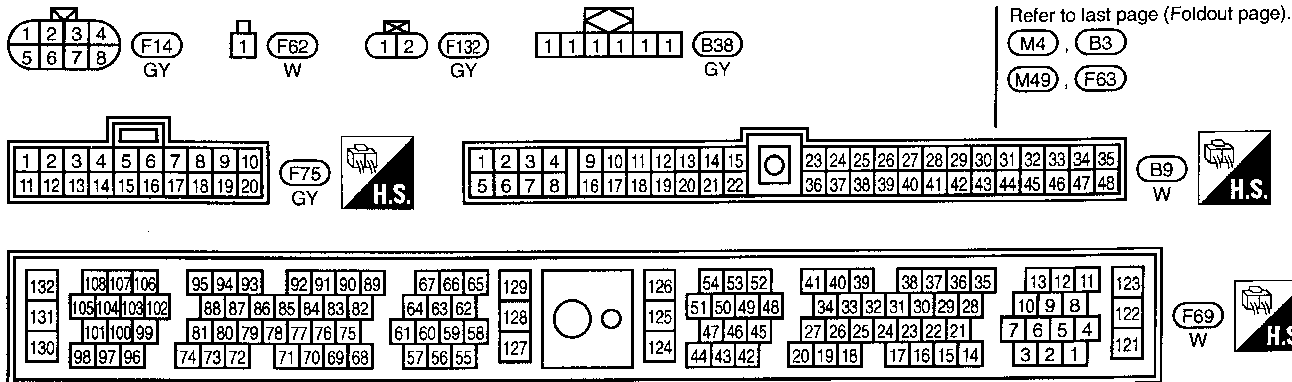 1 2 3 4
5 6 7 8
F14
GY
1
F62
W
1 2
F132
GY
1 1 1 1 1 1
B38
GY
Refer to last page (Foldout page).
M4 , B3
M49 , F63
1 2 3 4 5 6 7 8 9 10
11 12 13 14 15 16 17 18 19 20
F75
GY
H.S.
1 2 3 4 9 10 11 12 13 14 15 23 24 25 26 27 28 29 30 31 32 33 34 35
5 6 7 8 16 17 18 19 20 21 22 36 37 38 39 40 41 42 43 44 45 46 47 48
B9
W
H.S.
132 108 107 106 95 94 93 92 91 90 89 67 66 65 129 126 54 53 52 41 40 39 38 37 36 35 13 12 11 123
131 105 104 103 102 88 87 86 85 84 83 82 64 63 62 128 125 51 50 49 48 34 33 32 31 30 29 28 10 9 8 122
101 100 99 81 80 79 78 77 76 75 61 60 59 58 47 46 45 27 26 25 24 23 22 21 7 6 5 4
130 98 97 96 74 73 72 71 70 69 68 57 56 55 127 124 44 43 42 20 19 18 17 16 15 14 3 2 1 121
F69
W
H.S.